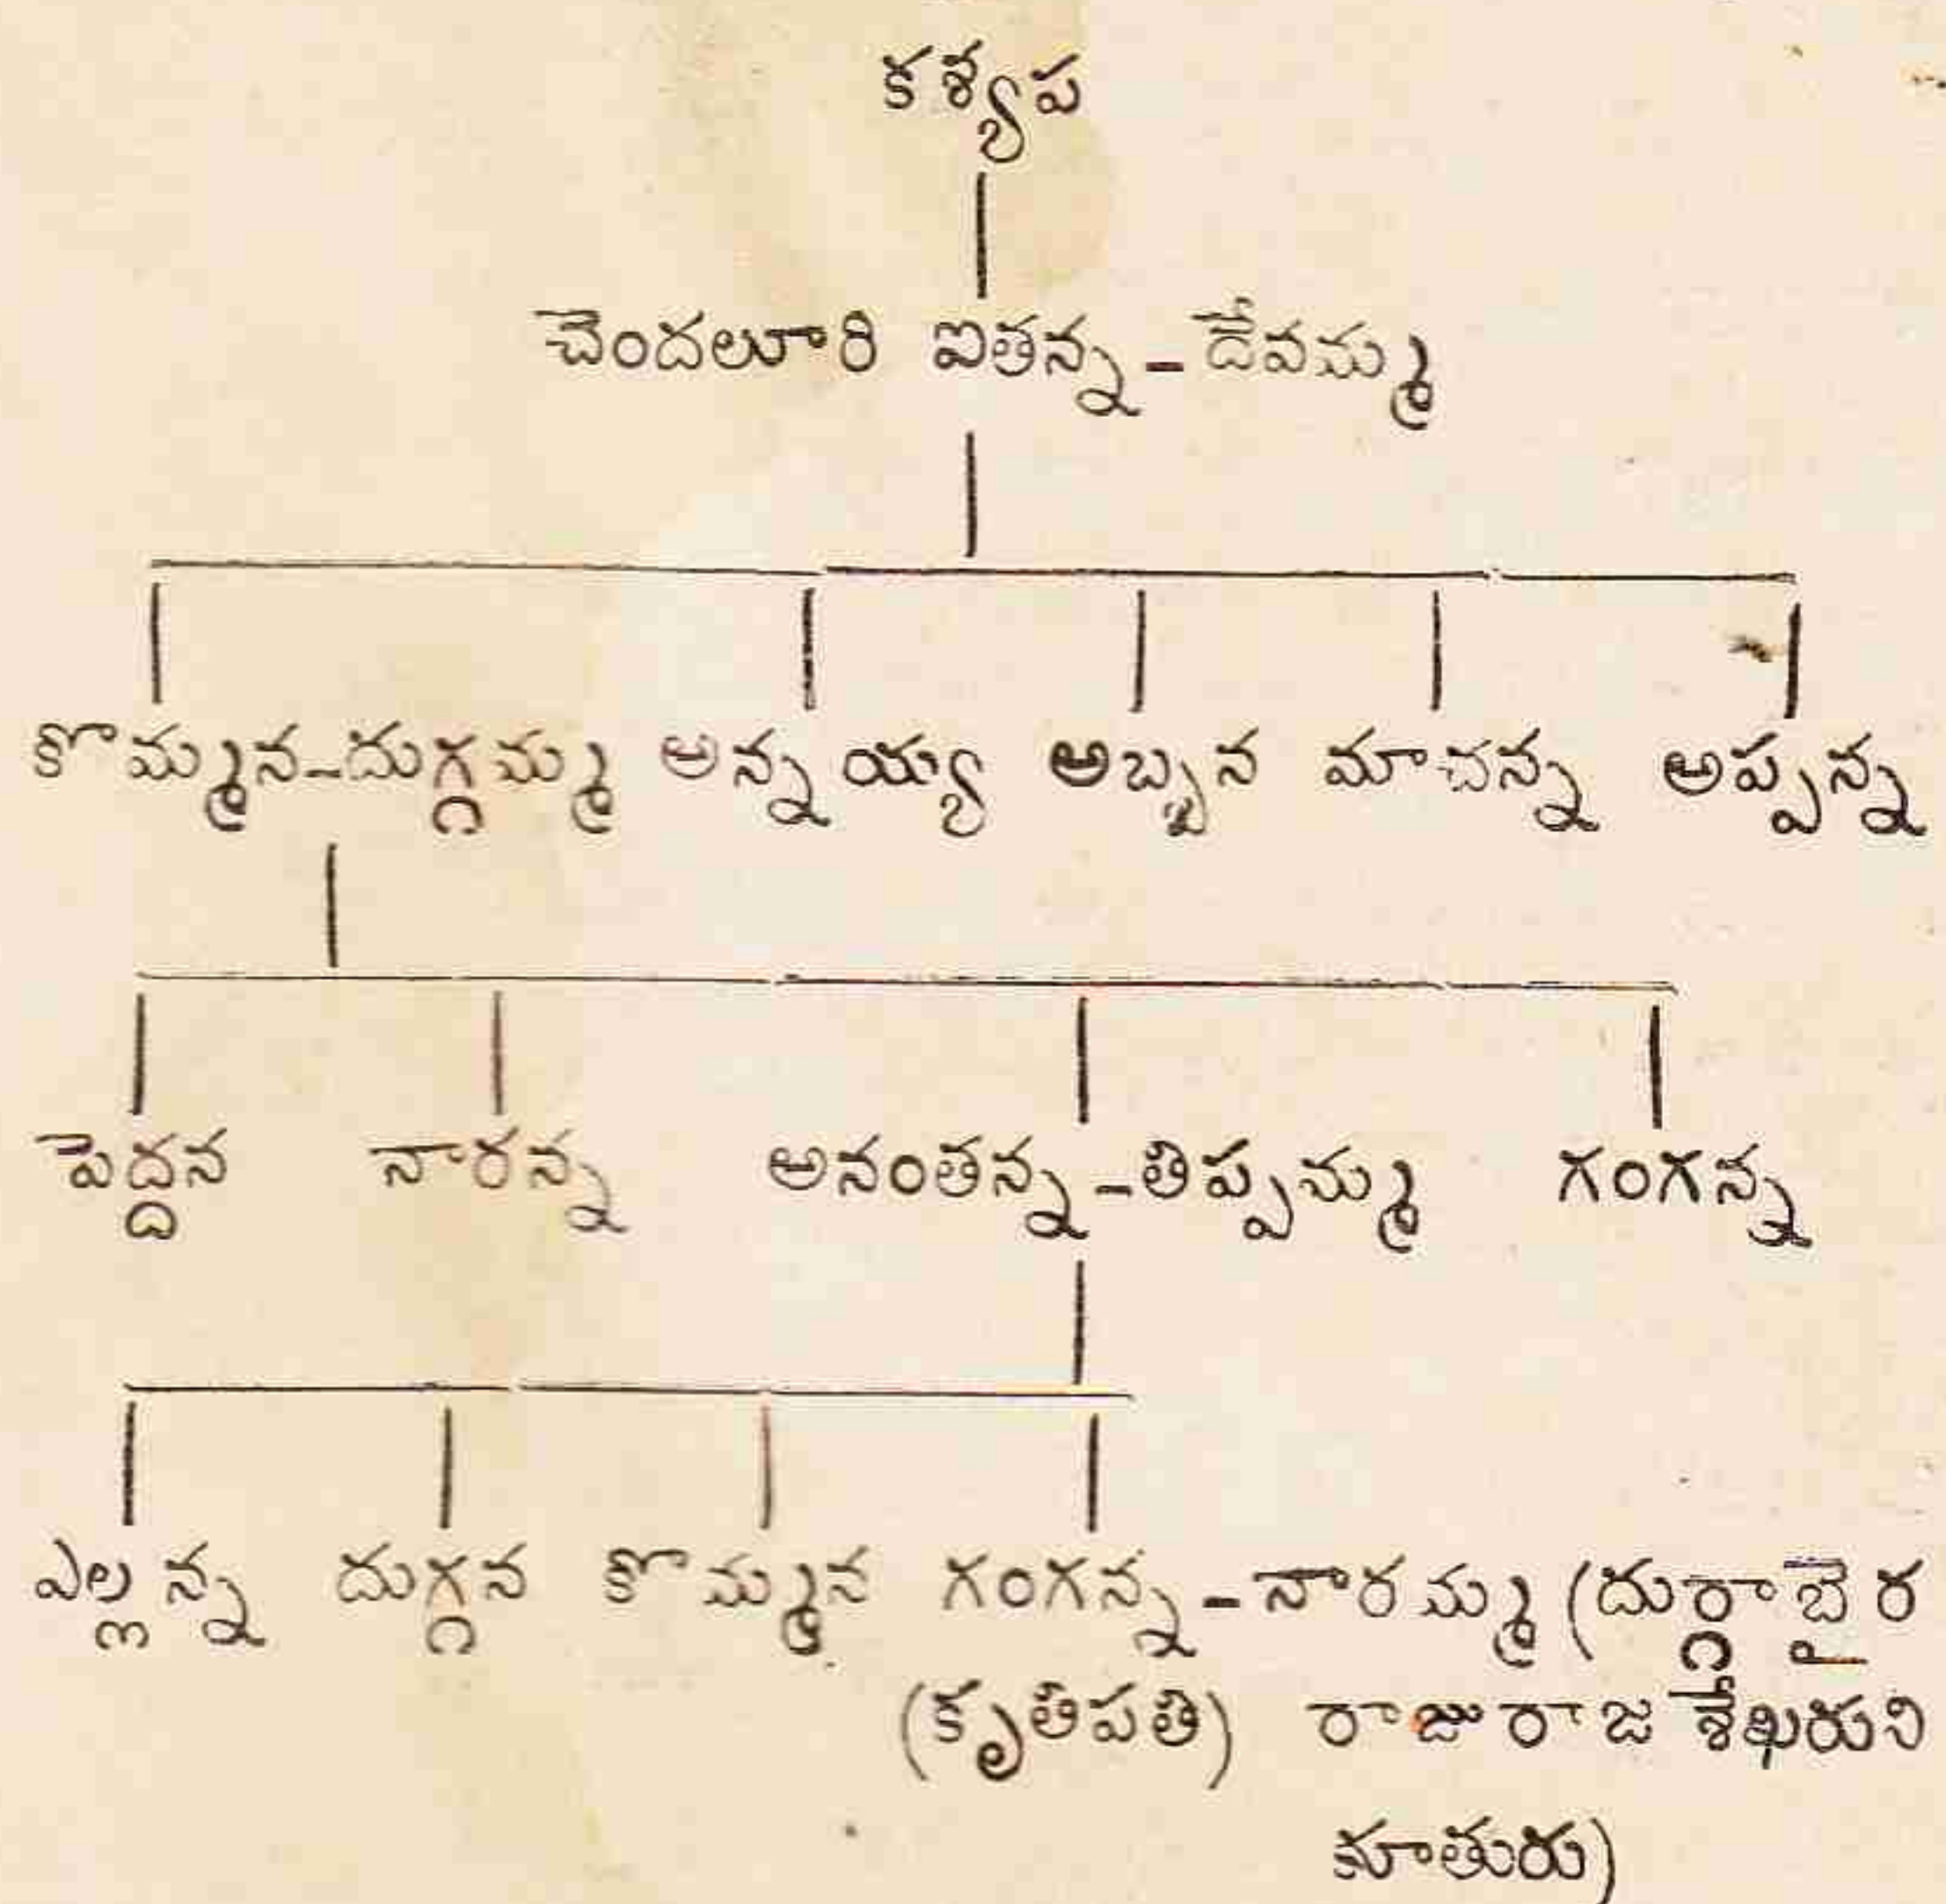 కశ్యప
చెందలూరి ఐతన్న-దేవమ్మ
కొమ్మన-దుగ్గమ్మ అన్నయ్య అబ్బన మాచన్న అప్పన్న
పెద్దన నారన్న అనంతన్న-తిప్పమ్మ గంగన్న
ఎల్లన్న దుగ్గన కొమ్మన గంగన్న-నారమ్మ (దుర్గాబైర
(కృతిపతి) రాజురాజ శేఖరుని
కూతురు)